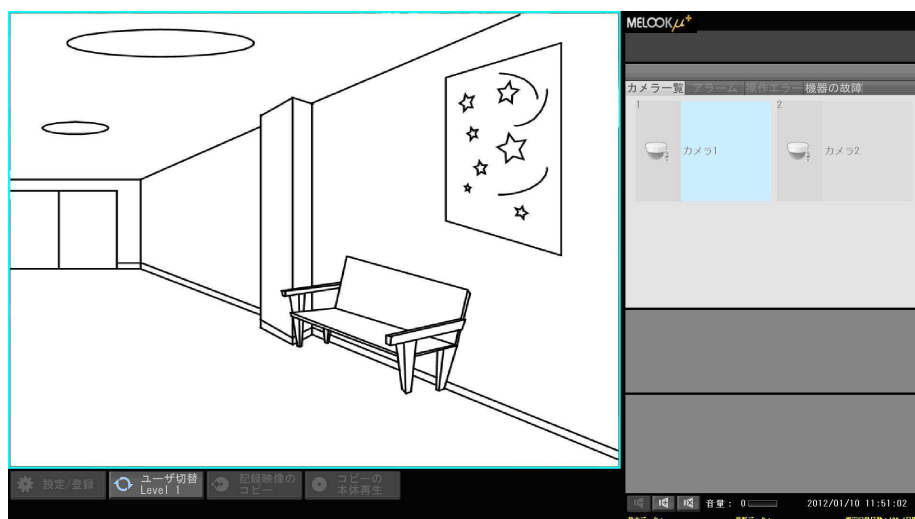 MELOOKμ+
カメラ一覧 アラーム 操作エラー 機器の故障
1
カメラ1
2
カメラ2
設定/登録
ユーザ切替
Level 1
記録映像の
コピー
コピーの
本体再生
音量: 0
2012/01/10 11:51:02